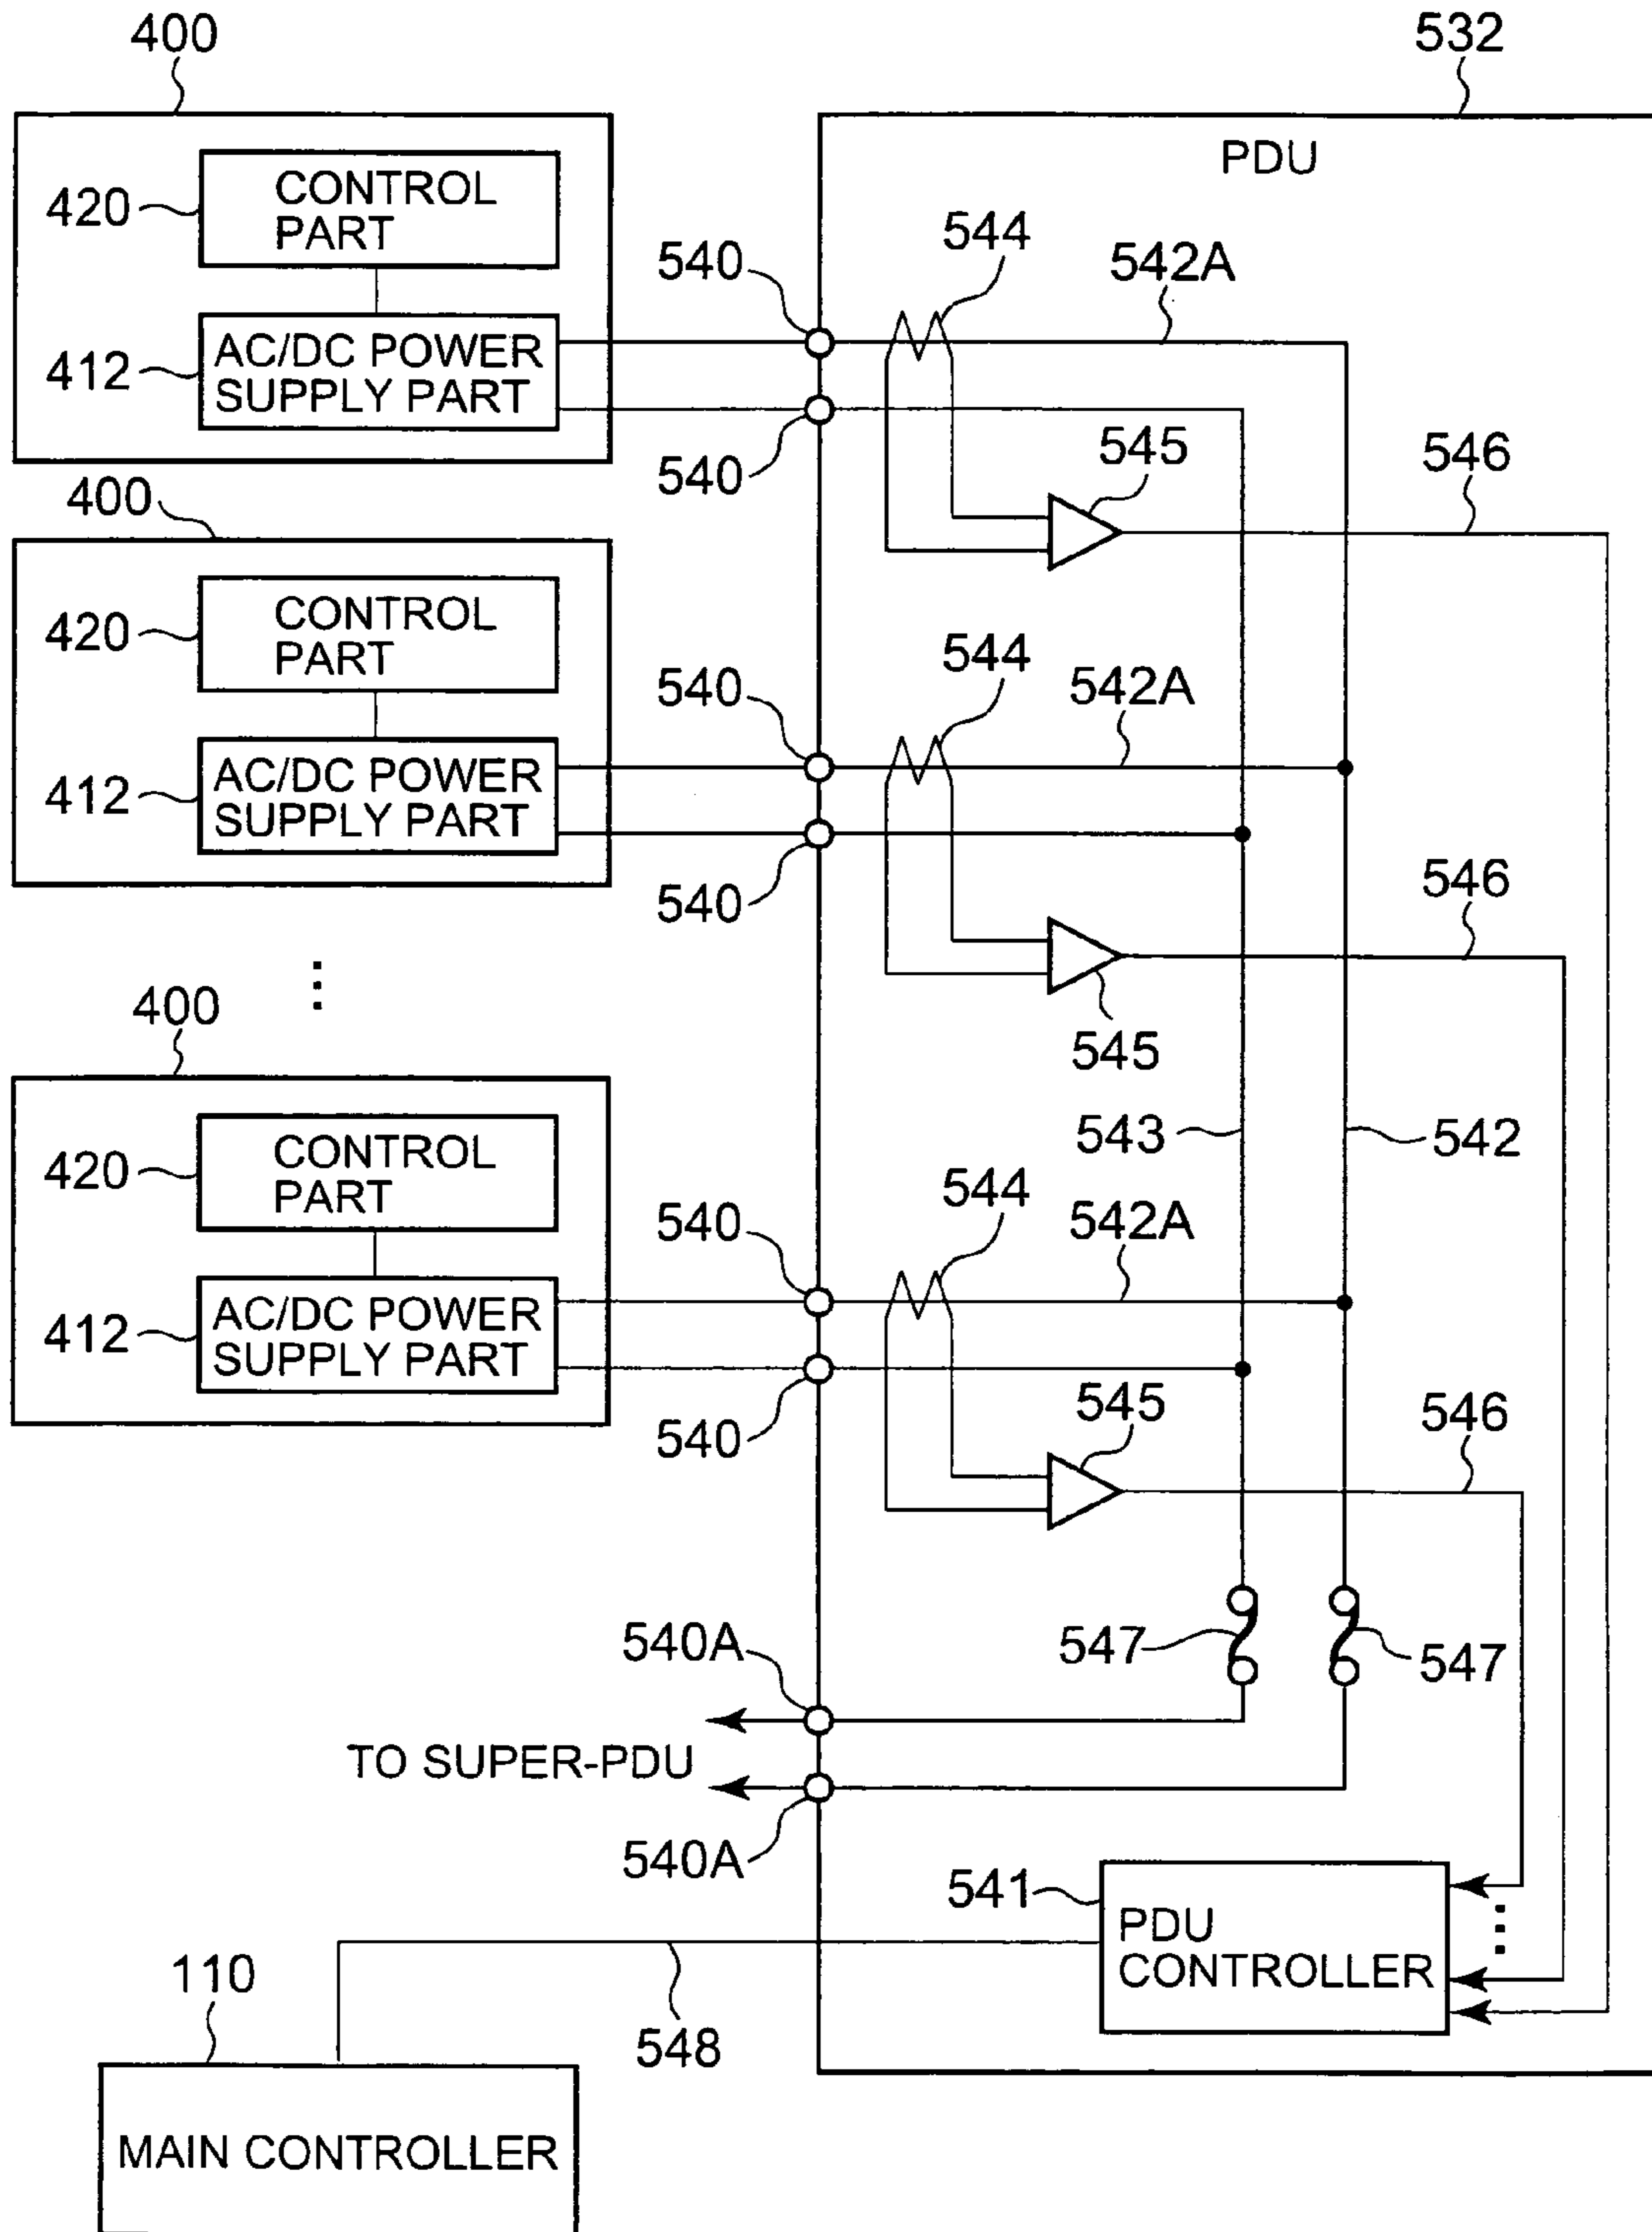 400
532
PDU
CONTROL
PART
420
544
540
542A
AC/DC POWER
SUPPLY PART
412
540
545
546
400
CONTROL
PART
420
544
540
542A
AC/DC POWER
SUPPLY PART
412
540
546
545
⋮
400
543
542
CONTROL
PART
420
544
540
542A
AC/DC POWER
SUPPLY PART
412
540
545
546
540A
547
547
TO SUPER-PDU
540A
541
PDU
CONTROLLER
⋮
110
548
MAIN CONTROLLER